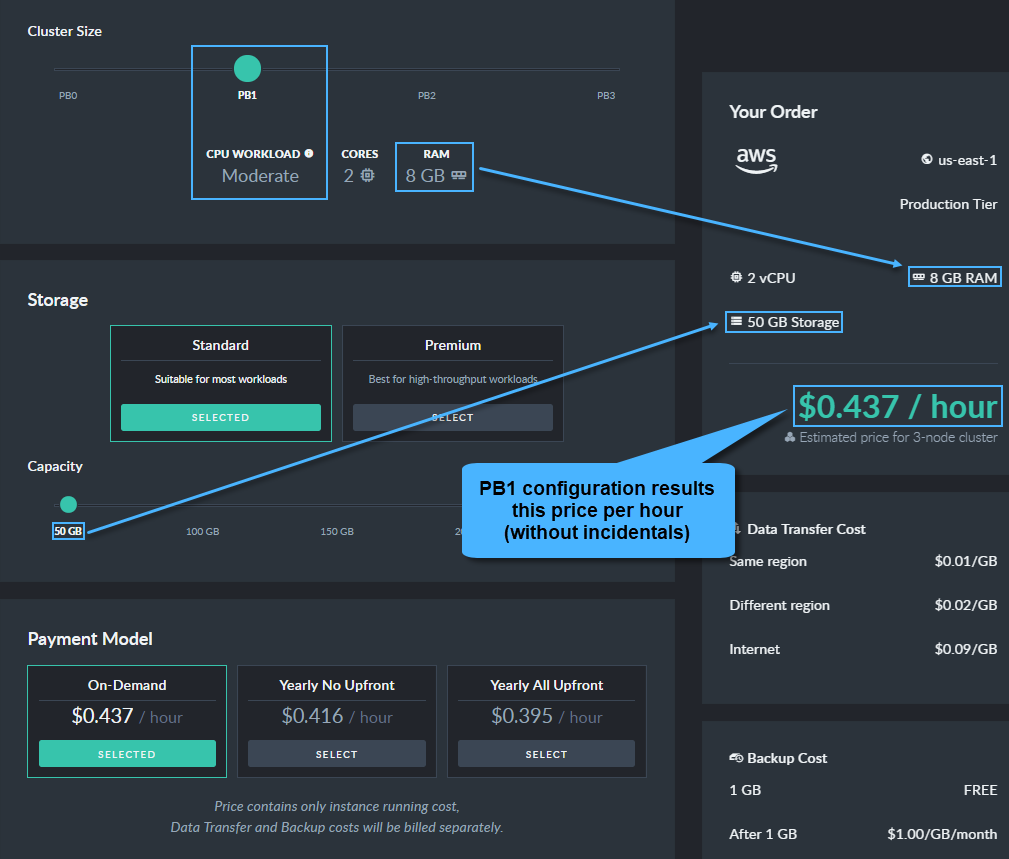 Cluster Size
PB0
PB1
PB2
PB3
CPU WORKLOAD
Moderate
CORES
2
RAM
8 GB
Storage
Standard
Suitable for most workloads
SELECTED
Premium
Best for high-throughput workloads
SELECT
Capacity
50 GB
100 GB
150 GB
Payment Model
On-Demand
$0.437 / hour
SELECTED
Yearly No Upfront
$0.416 / hour
SELECT
Yearly All Upfront
$0.395 / hour
SELECT
Price contains only instance running cost,
Data Transfer and Backup costs will be billed separately.
Your Order
aws
us-east-1
Production Tier
2 vCPU
8 GB RAM
50 GB Storage
$0.437 / hour
Estimated price for 3-node cluster
PB1 configuration results
this price per hour
(without incidentals)
Data Transfer Cost
Same region $0.01/GB
Different region $0.02/GB
Internet $0.09/GB
Backup Cost
1 GB FREE
After 1 GB $1.00/GB/month